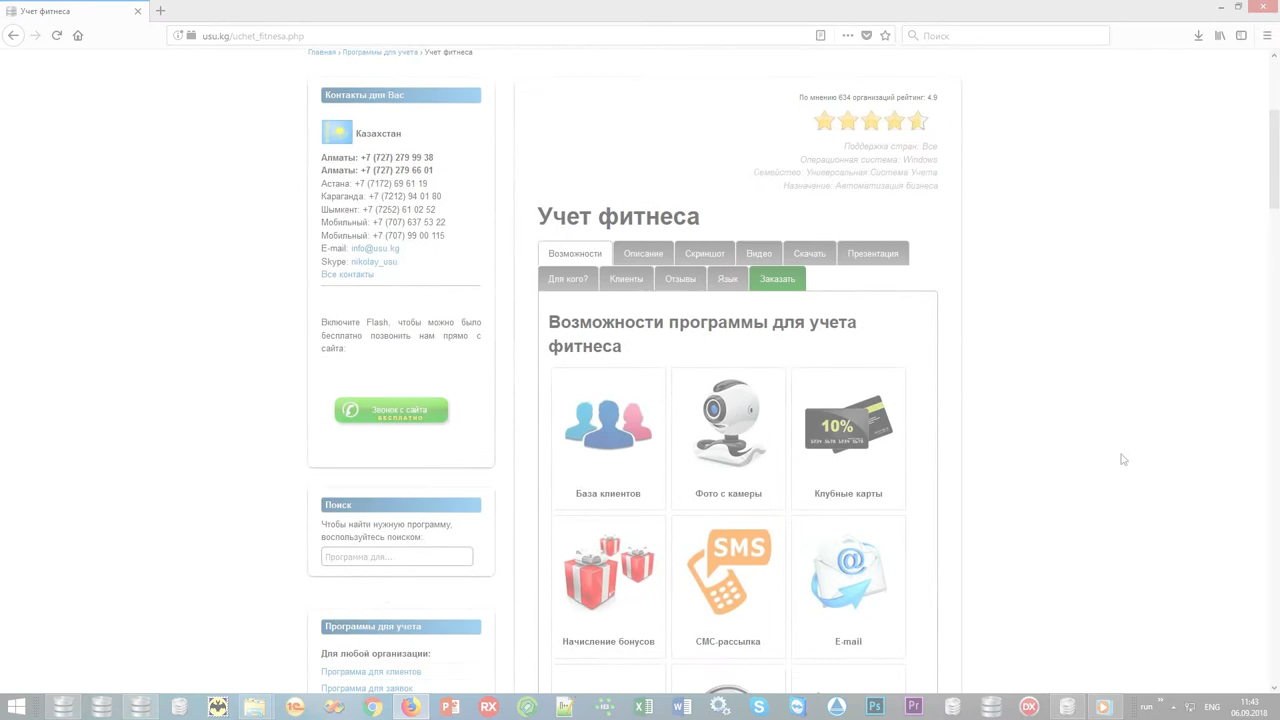 Учет фитнеса
usu.kg/uchet_fitnesa.php
Поиск
Главная › Программы для учета › Учет фитнеса
Контакты для Вас
Казахстан
Алматы: +7 (727) 279 99 38
Алматы: +7 (727) 279 66 01
Астана: +7 (7172) 69 61 19
Караганда: +7 (7212) 94 01 80
Шымкент: +7 (7252) 61 02 52
Мобильный: +7 (707) 637 53 22
Мобильный: +7 (707) 99 00 115
E-mail: info@usu.kg
Skype: nikolay_usu
Все контакты
Включите Flash, чтобы можно было
бесплатно позвонить нам прямо с
сайта:
Звонок с сайта
БЕСПЛАТНО
Поиск
Чтобы найти нужную программу,
воспользуйтесь поиском:
Программа для...
Программы для учета
Для любой организации:
Программа для клиентов
Программа для заявок
По мнению 634 организаций рейтинг: 4.9
Поддержка стран: Все
Операционная система: Windows
Семейство: Универсальная Система Учета
Назначение: Автоматизация бизнеса
Учет фитнеса
Возможности Описание Скриншот Видео Скачать Презентация
Для кого? Клиенты Отзывы Язык Заказать
Возможности программы для учета
фитнеса
10%
База клиентов Фото с камеры Клубные карты
SMS
@
Начисление бонусов СМС-рассылка E-mail
run » ENG
11:43
06.09.2018